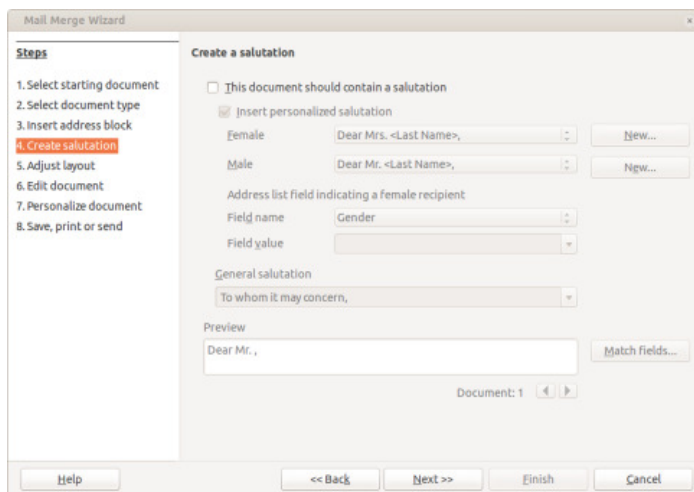 Mail Merge Wizard
Steps
1. Select starting document
2. Select document type
3. Insert address block
4. Create salutation
5. Adjust layout
6. Edit document
7. Personalize document
8. Save, print or send
Create a salutation
This document should contain a salutation
Insert personalized salutation
Female
Dear Mrs. <Last Name>,
New...
Male
Dear Mr. <Last Name>,
New...
Address list field indicating a female recipient
Field name
Gender
Field value
General salutation
To whom it may concern,
Preview
Dear Mr. ,
Match fields...
Document: 1
Help
<< Back
Next >>
Finish
Cancel